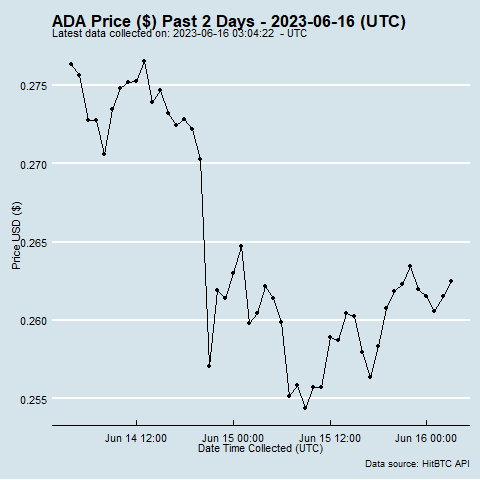 ADA Price ($) Past 2 Days - 2023-06-16 (UTC)
Latest data collected on: 2023-06-16 03:04:22 - UTC
0.275
0.270
0.265
0.260
0.255
Price USD ($)
Jun 14 12:00 Jun 15 00:00 Jun 15 12:00 Jun 16 00:00
Date Time Collected (UTC)
Data source: HitBTC API